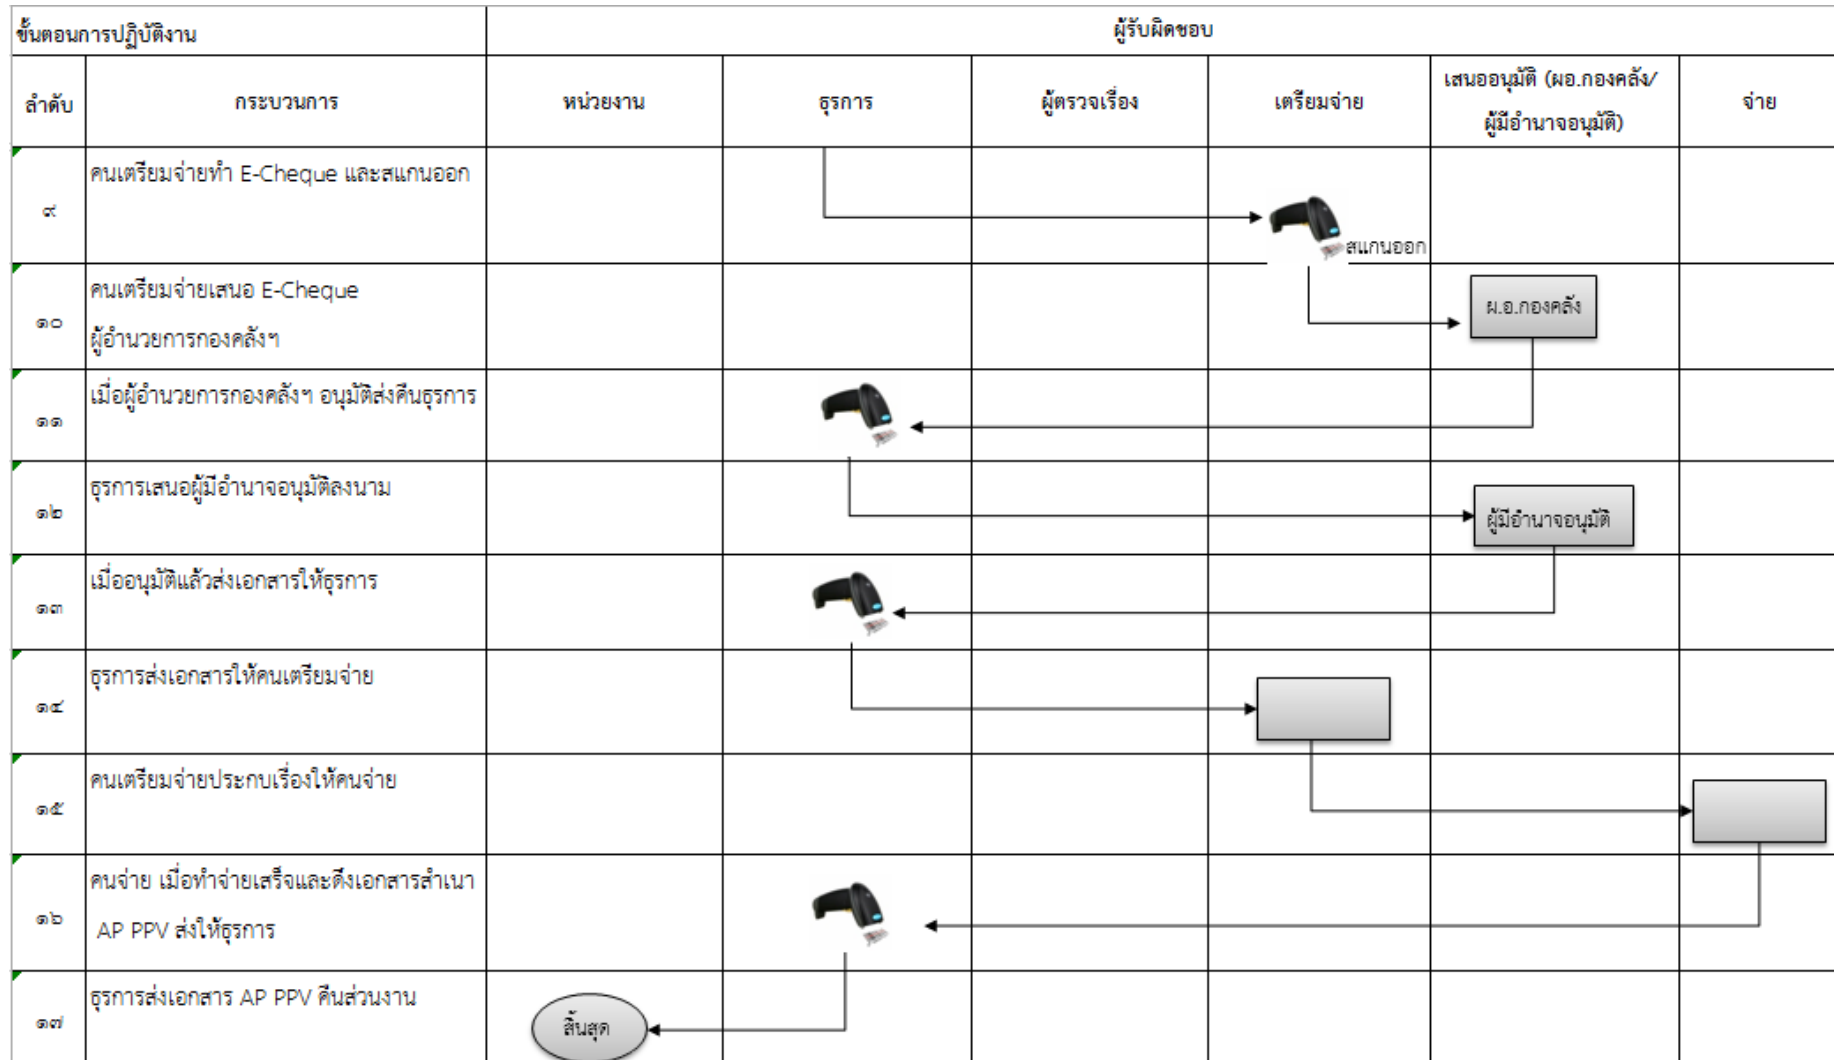 ขั้นตอนการปฏิบัติงาน
ผู้รับผิดชอบ
ลำดับ
กระบวนการ
หน่วยงาน
ธุรการ
ผู้ตรวจเรื่อง
เตรียมจ่าย
เสนออนุมัติ (ผอ.กองคลัง/
ผู้มีอำนาจอนุมัติ)
จ่าย
๙
คนเตรียมจ่ายทำ E-Cheque และสแกนออก
สแกนออก
๑๐
คนเตรียมจ่ายเสนอ E-Cheque
ผู้อำนวยการกองคลังฯ
ผ.อ.กองคลัง
๑๑
เมื่อผู้อำนวยการกองคลังฯ อนุมัติส่งคืนธุรการ
๑๒
ธุรการเสนอผู้มีอำนาจอนุมัติลงนาม
ผู้มีอำนาจอนุมัติ
๑๓
เมื่ออนุมัติแล้วส่งเอกสารให้ธุรการ
๑๔
ธุรการส่งเอกสารให้คนเตรียมจ่าย
๑๕
คนเตรียมจ่ายประกบเรื่องให้คนจ่าย
๑๖
คนจ่าย เมื่อทำจ่ายเสร็จและดึงเอกสารสำเนา
AP PPV ส่งให้ธุรการ
๑๗
ธุรการส่งเอกสาร AP PPV คืนส่วนงาน
สิ้นสุด